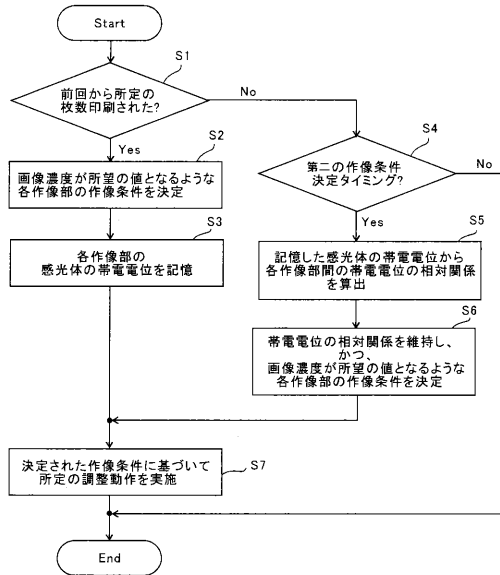 Start
S1
前回から所定の
枚数印刷された?
No
Yes
S2
画像濃度が所望の値となるような
各作像部の作像条件を決定
S3
各作像部の
感光体の帯電電位を記憶
S4
第二の作像条件
決定タイミング?
No
Yes
S5
記憶した感光体の帯電電位から
各作像部間の帯電電位の相対関係
を算出
S6
帯電電位の相対関係を維持し、
かつ、
画像濃度が所望の値となるような
各作像部の作像条件を決定
決定された作像条件に基づいて
所定の調整動作を実施
S7
End